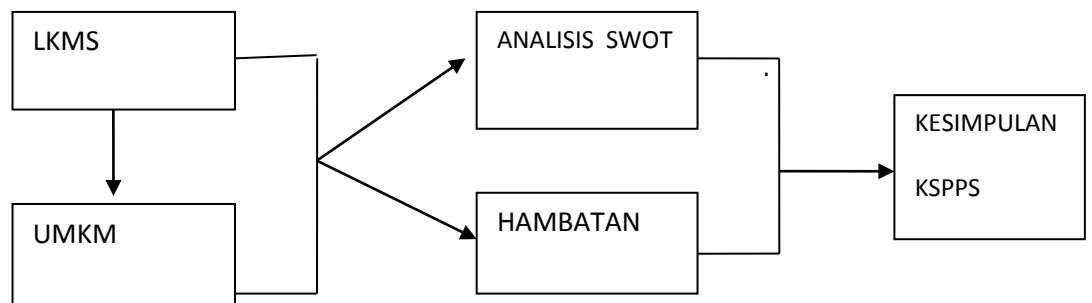 LKMS
UMKM
ANALISIS SWOT
HAMBATAN
KESIMPULAN
KSPPS